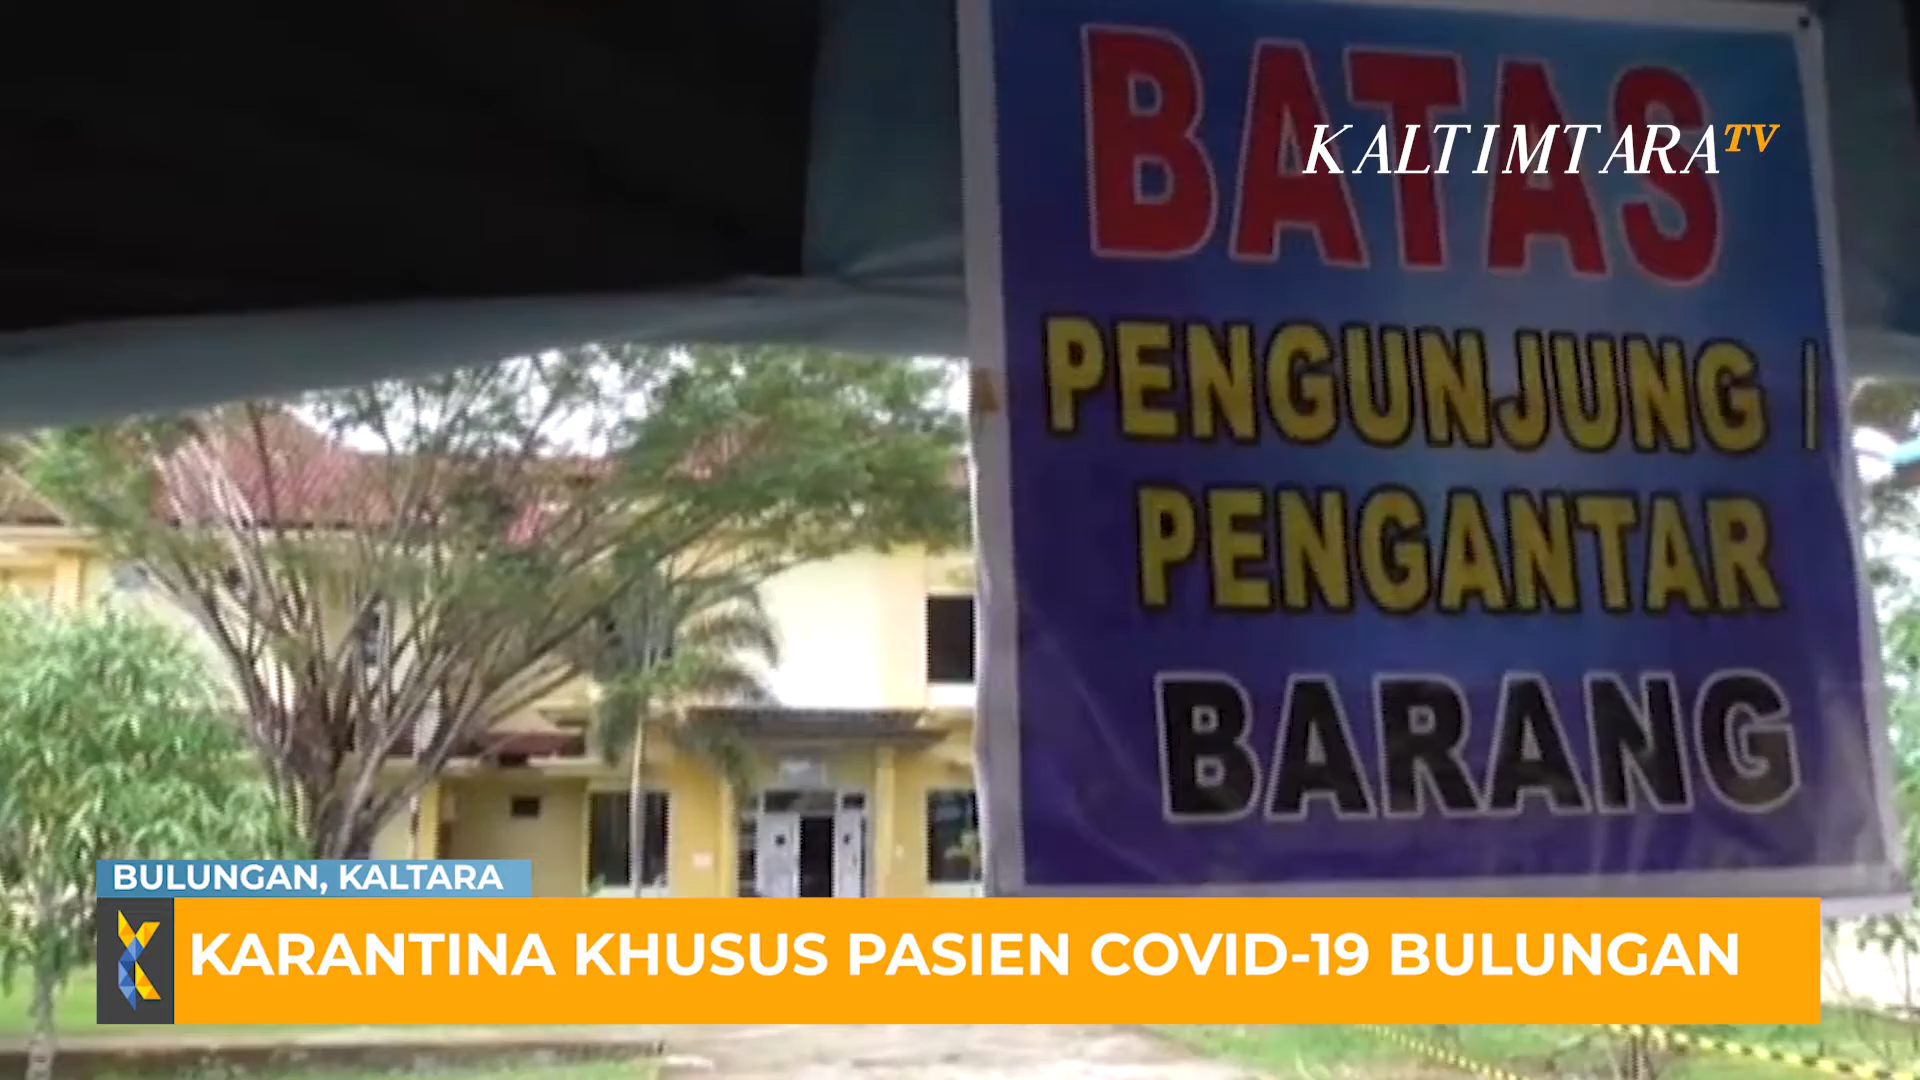 BATAS
KALTIMTARA TV
PENGUNJUNG /
PENGANTAR
BARANG
BULUNGAN, KALTARA
KARANTINA KHUSUS PASIEN COVID-19 BULUNGAN